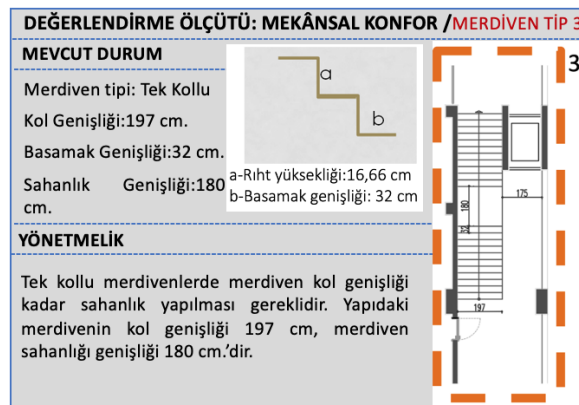 DEĞERLENDİRME ÖLÇÜTÜ: MEKÂNSAL KONFOR /MERDİVEN TİP 3
MEVCUT DURUM
Merdiven tipi: Tek Kollu
Kol Genişliği:197 cm.
Basamak Genişliği:32 cm.
Sahanlık Genişliği:180
cm.
a
b
a-Rıht yüksekliği:16,66 cm
b-Basamak genişliği: 32 cm
YÖNETMELİK
Tek kollu merdivenlerde merdiven kol genişliği
kadar sahanlık yapılması gereklidir. Yapıdaki
merdivenin kol genişliği 197 cm, merdiven
sahanlığı genişliği 180 cm.’dir.
3
175
180
32
197